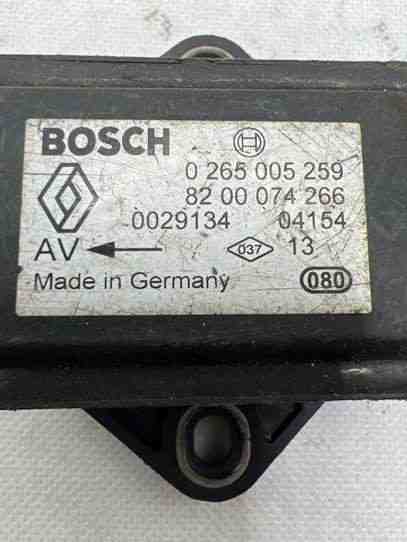 BOSCH
0 265 005 259
82 00 074 266
0029134 04154
AV 037 13
Made in Germany 080